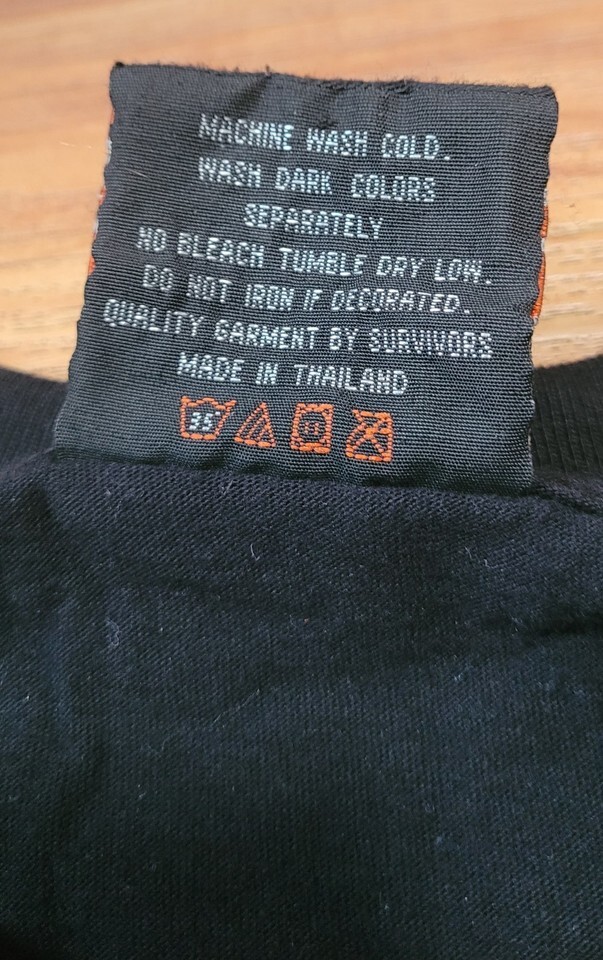 MACHINE WASH COLD.
WASH DARK COLORS
SEPARATELY
NO BLEACH TUMBLE DRY LOW.
DO NOT IRON IF DECORATED.
QUALITY GARMENT BY SURVIVORS
MADE IN THAILAND
35°